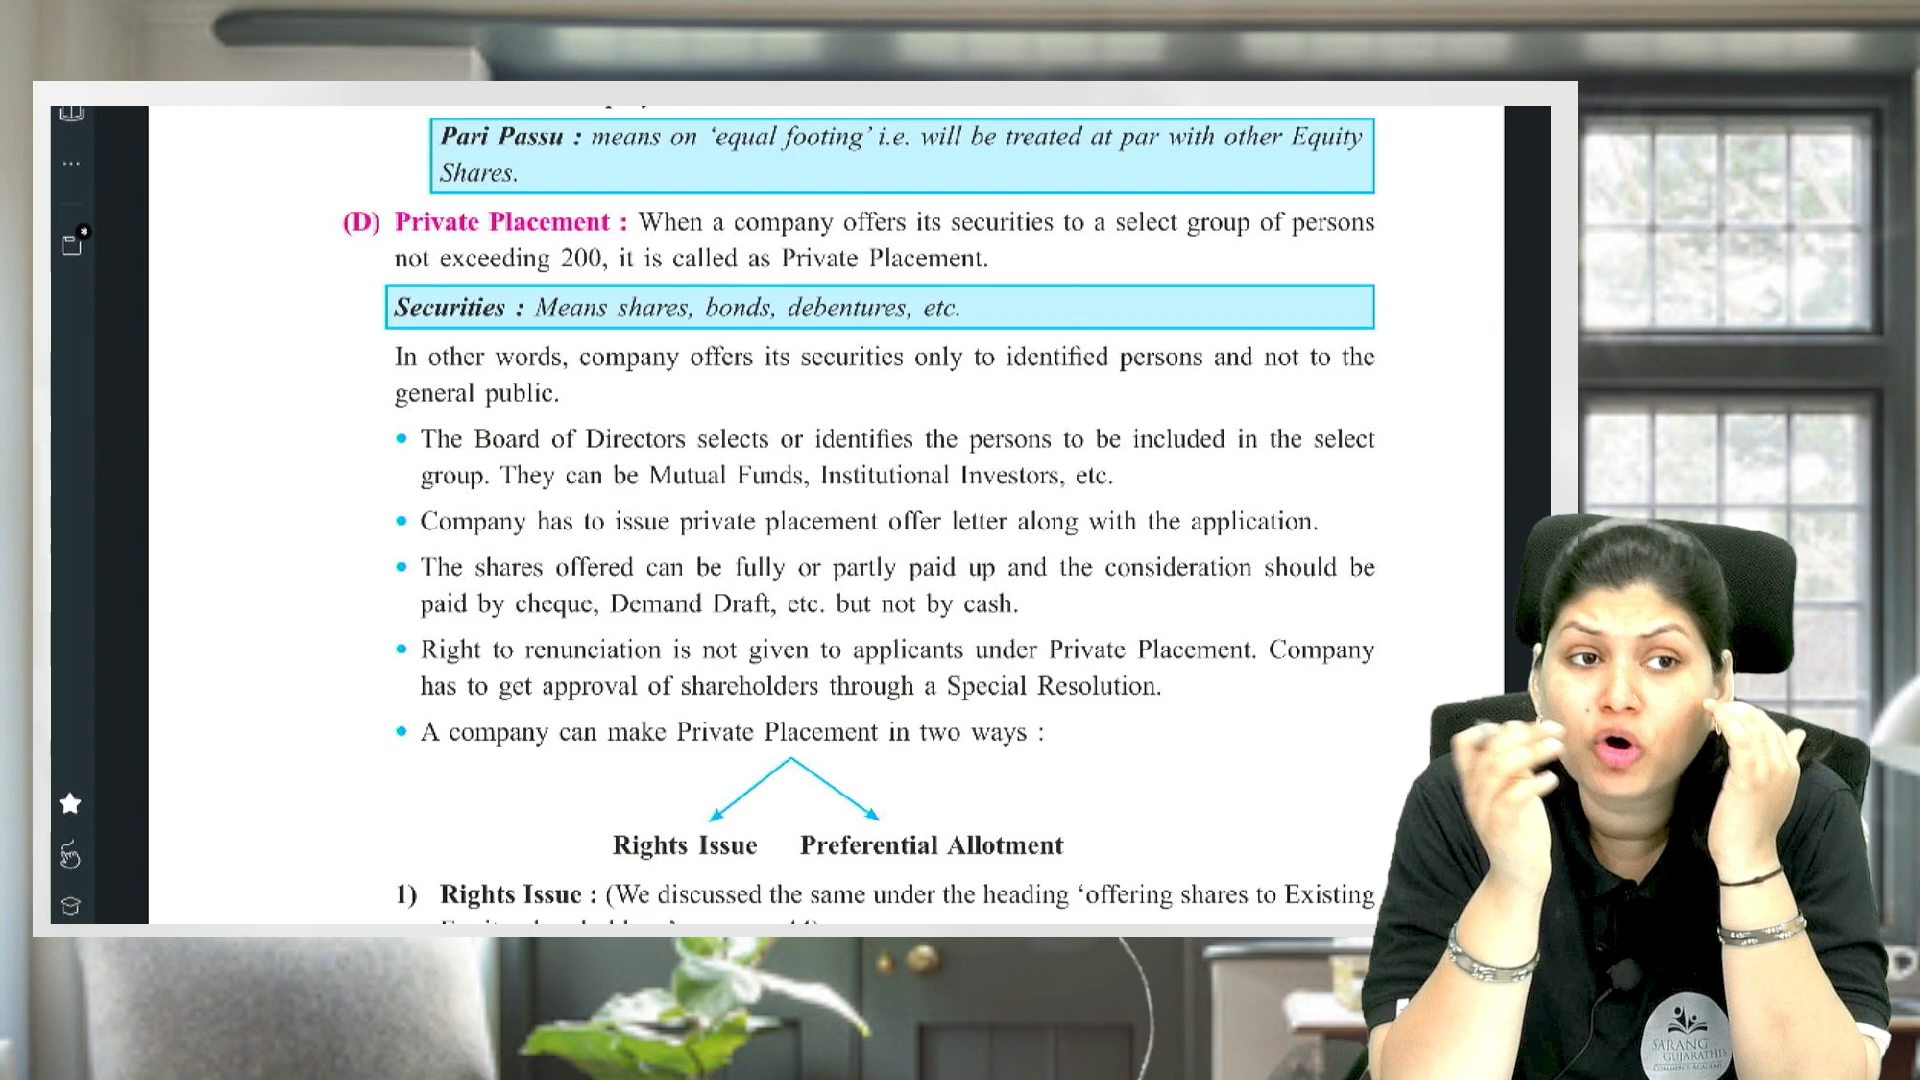 Pari Passu : means on ‘equal footing’ i.e. will be treated at par with other Equity
Shares.
(D) Private Placement : When a company offers its securities to a select group of persons
not exceeding 200, it is called as Private Placement.
Securities : Means shares, bonds, debentures, etc.
In other words, company offers its securities only to identified persons and not to the
general public.
• The Board of Directors selects or identifies the persons to be included in the select
group. They can be Mutual Funds, Institutional Investors, etc.
• Company has to issue private placement offer letter along with the application.
• The shares offered can be fully or partly paid up and the consideration should be
paid by cheque, Demand Draft, etc. but not by cash.
• Right to renunciation is not given to applicants under Private Placement. Company
has to get approval of shareholders through a Special Resolution.
• A company can make Private Placement in two ways :
Rights Issue Preferential Allotment
1) Rights Issue : (We discussed the same under the heading ‘offering shares to Existing
SARANG
GUJARATHI'S
COMMERCE ACADEMY